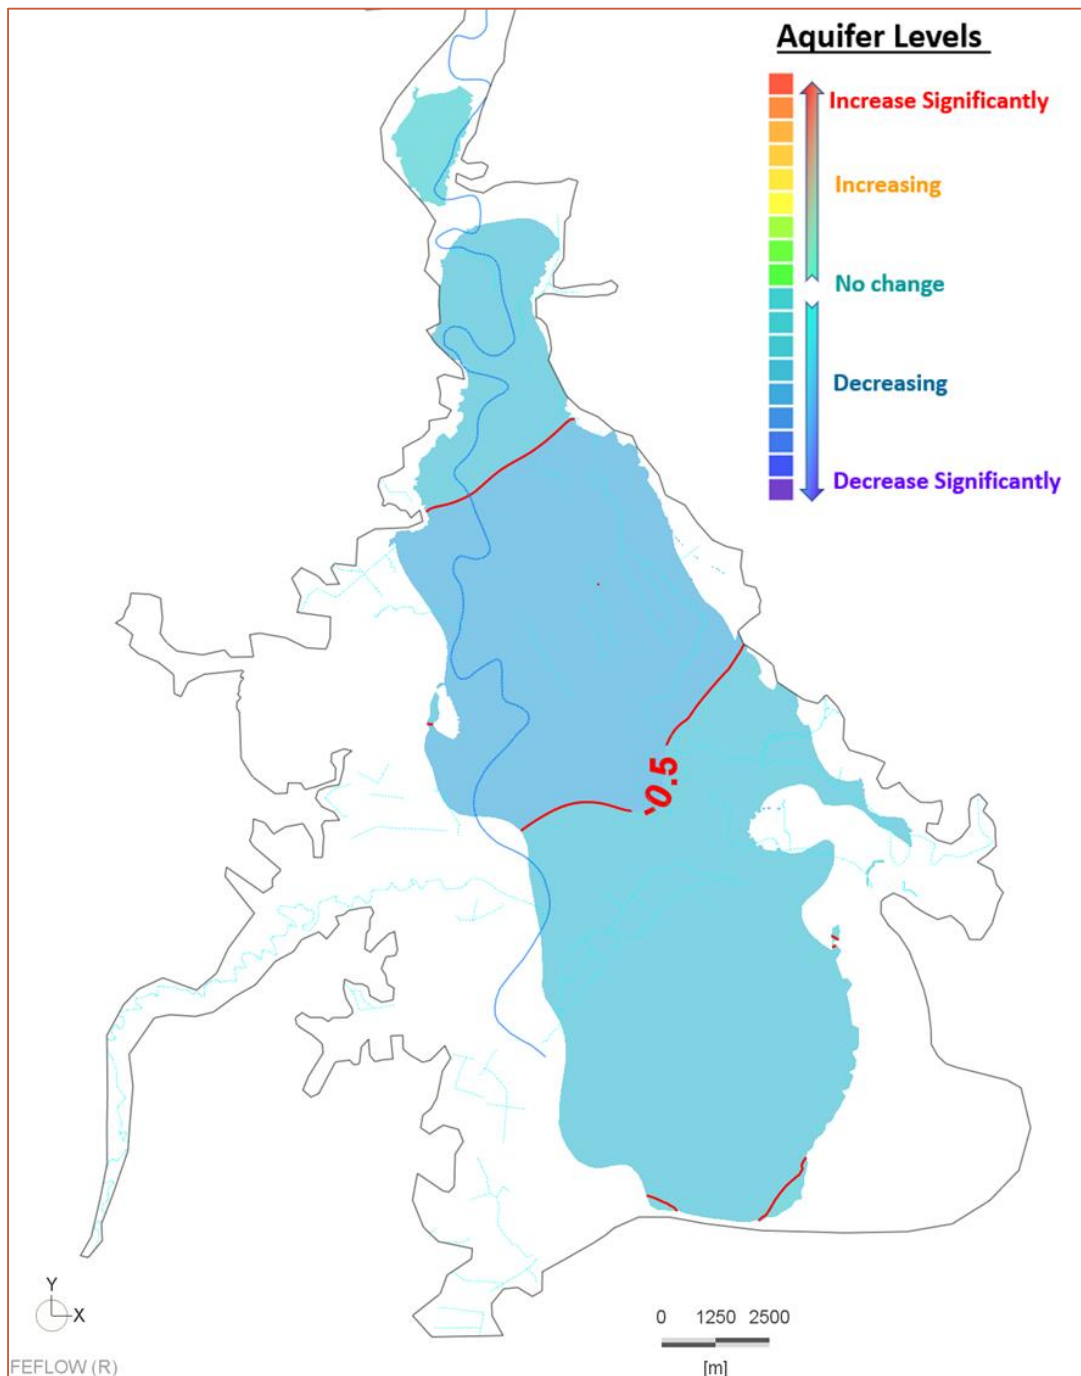 Aquifer Levels
Increase Significantly
Increasing
No change
Decreasing
Decrease Significantly
-0.5
Y
X
0 1250 2500
[m]
FEFLOW (R)